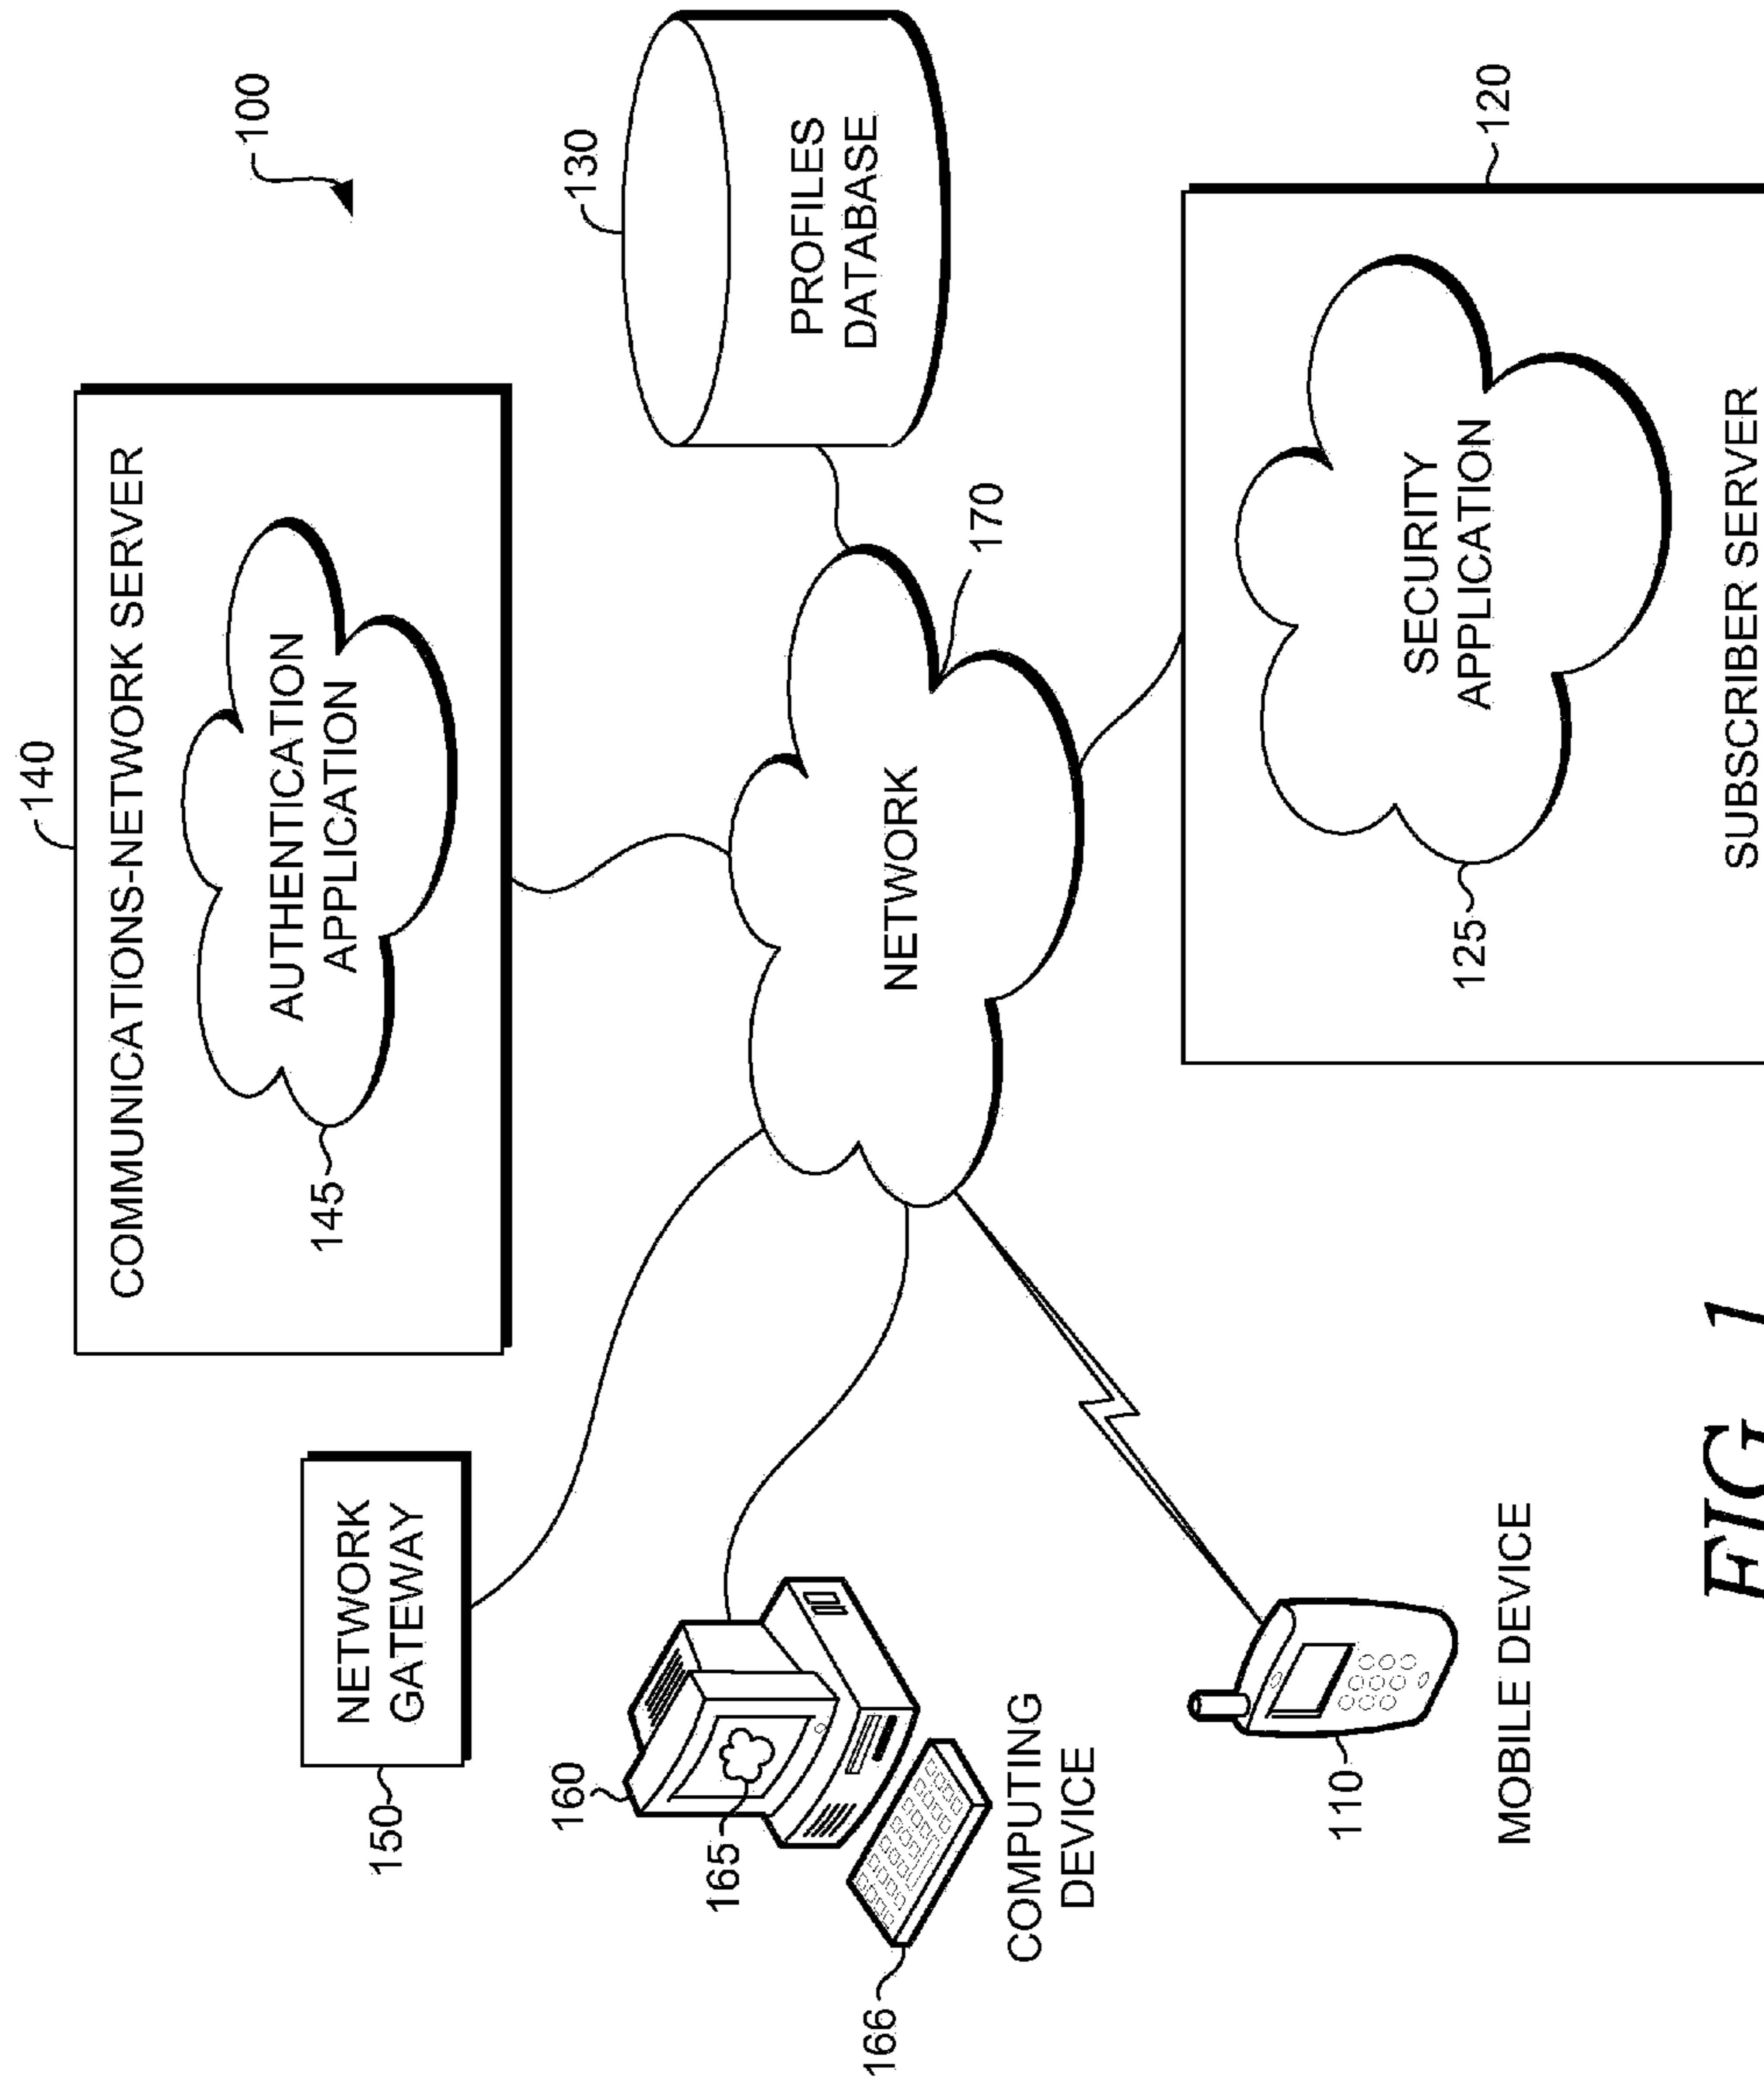 100
140
COMMUNICATIONS-NETWORK SERVER
145
AUTHENTICATION
APPLICATION
150
NETWORK
GATEWAY
130
PROFILES
DATABASE
160
165
166
COMPUTING
DEVICE
NETWORK
170
110
MOBILE DEVICE
120
125
SECURITY
APPLICATION
SUBSCRIBER SERVER
FIG. 1